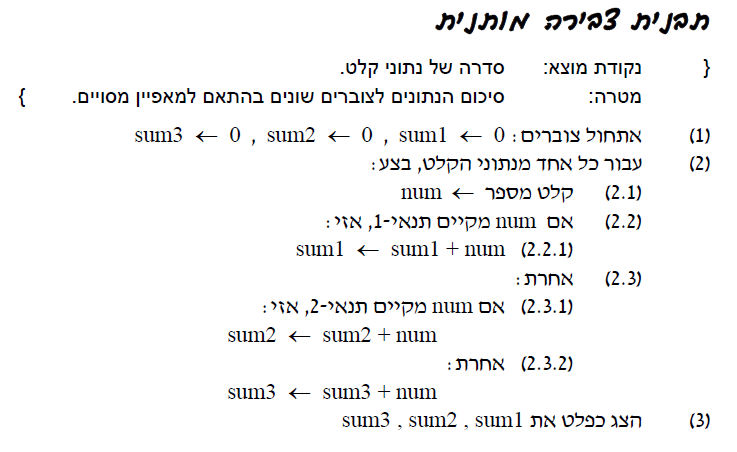 תבנית צבירה מותנית
{ נקודת מוצא: סדרה של נתוני קלט.
מטרה: סיכום הנתונים לצוברים שונים בהתאם למאפיין מסויים. }
(1) אתחול צוברים: sum1 ← 0 , sum2 ← 0 , sum3 ← 0
(2) עבור כל אחד מנתוני הקלט, בצע:
(2.1) קלט מספר → num
(2.2) אם num מקיים תנאי-1, אזי:
(2.2.1) sum1 ← sum1 + num
(2.3) אחרת:
(2.3.1) אם num מקיים תנאי-2, אזי:
sum2 ← sum2 + num
(2.3.2) אחרת:
sum3 ← sum3 + num
(3) הצג כפלט את sum1 , sum2 , sum3